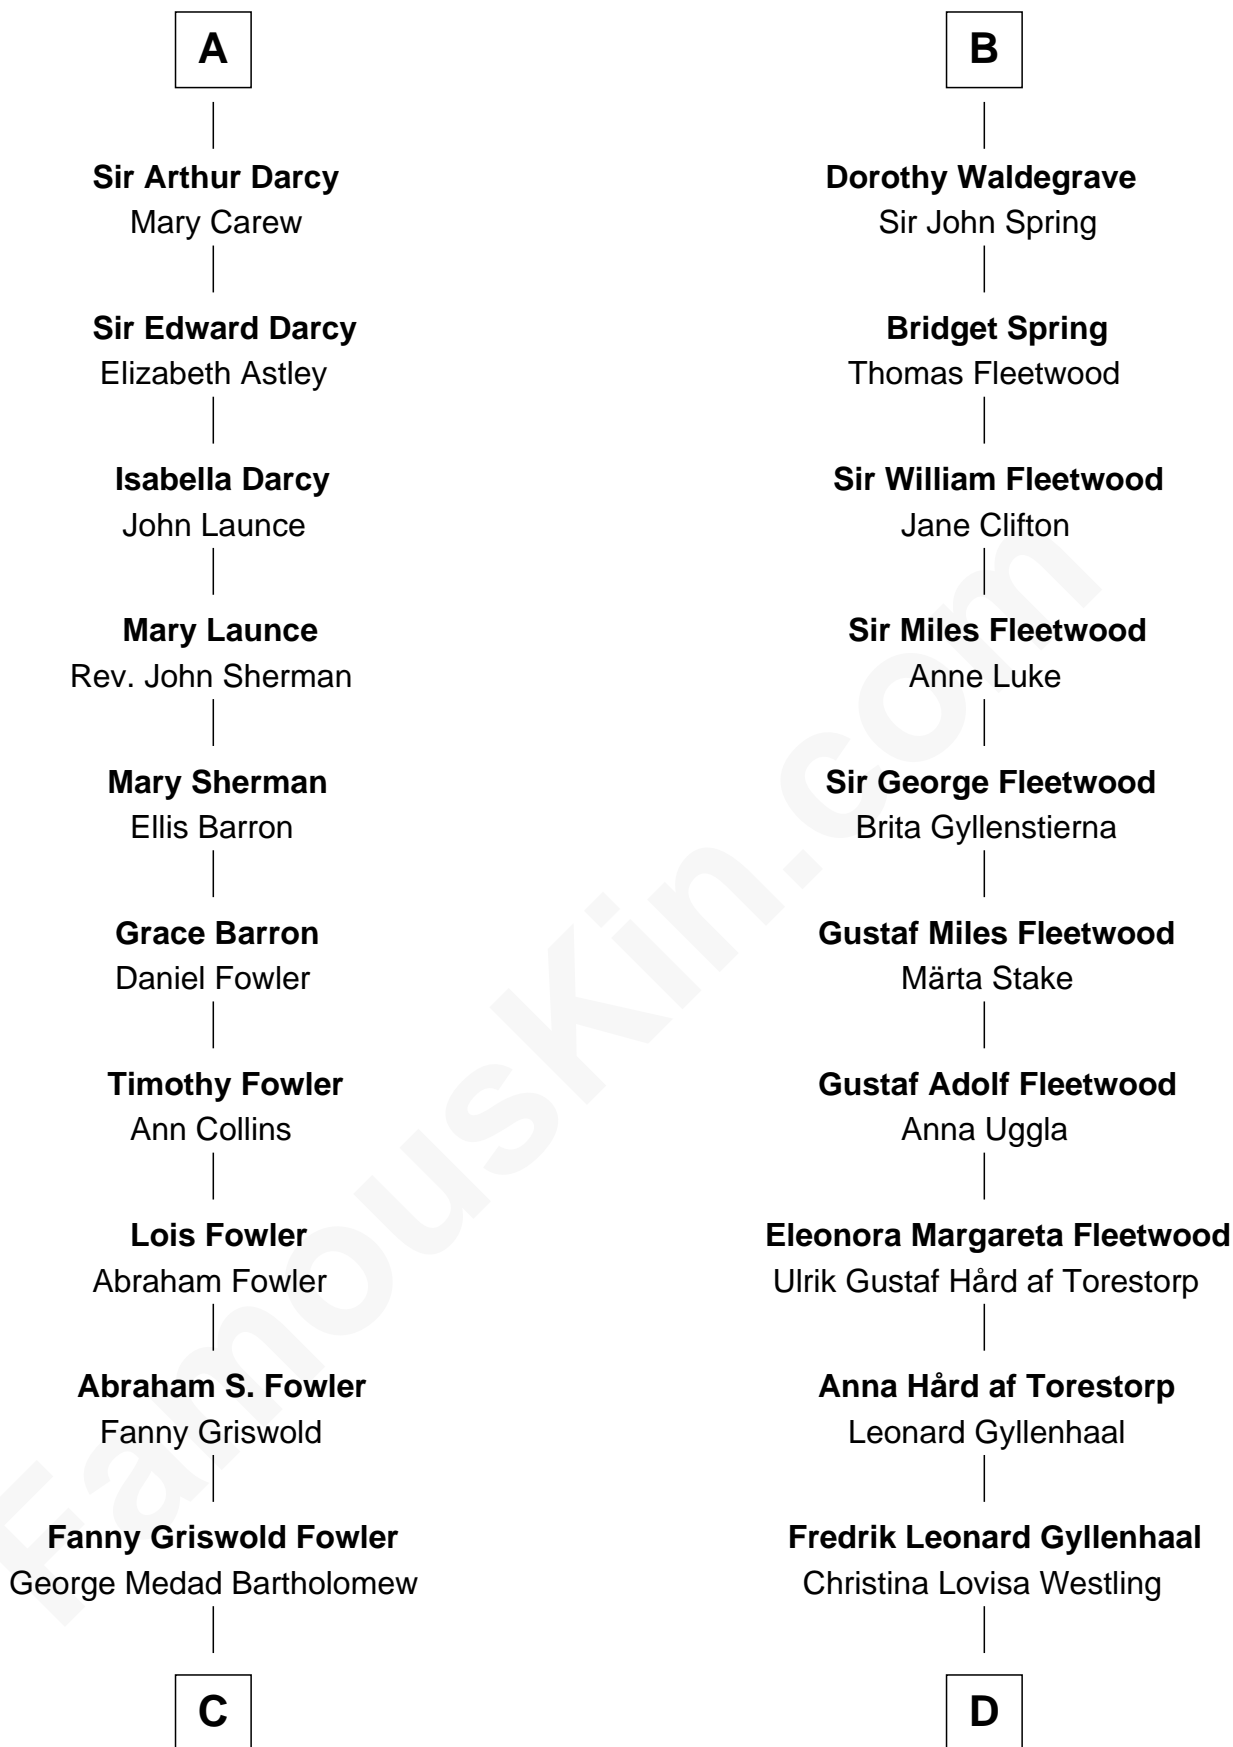 A
Sir Arthur Darcy
Mary Carew
Sir Edward Darcy
Elizabeth Astley
Isabella Darcy
John Launce
Mary Launce
Rev. John Sherman
Mary Sherman
Ellis Barron
Grace Barron
Daniel Fowler
Timothy Fowler
Ann Collins
Lois Fowler
Abraham Fowler
Abraham S. Fowler
Fanny Griswold
Fanny Griswold Fowler
George Medad Bartholomew
C
B
Dorothy Waldegrave
Sir John Spring
Bridget Spring
Thomas Fleetwood
Sir William Fleetwood
Jane Clifton
Sir Miles Fleetwood
Anne Luke
Sir George Fleetwood
Brita Gyllenstierna
Gustaf Miles Fleetwood
Märta Stake
Gustaf Adolf Fleetwood
Anna Uggla
Eleonora Margareta Fleetwood
Ulrik Gustaf Hård af Torestorp
Anna Hård af Torestorp
Leonard Gyllenhaal
Fredrik Leonard Gyllenhaal
Christina Lovisa Westling
D
FamousKin.com